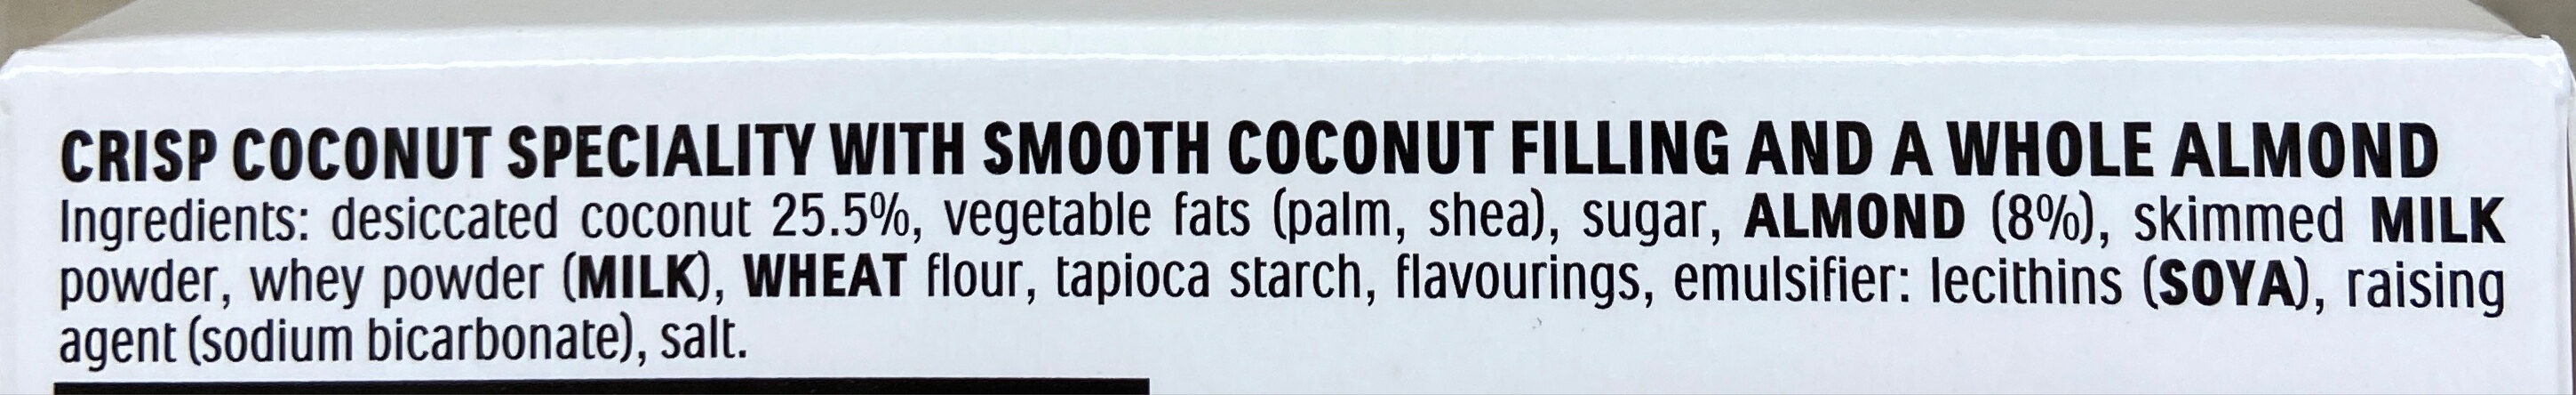 CRISP COCONUT SPECIALITY WITH SMOOTH COCONUT FILLING AND A WHOLE ALMOND
Ingredients: desiccated coconut 25.5%, vegetable fats (palm, shea), sugar, ALMOND (8%), skimmed MILK
powder, whey powder (MILK), WHEAT flour, tapioca starch, flavourings, emulsifier: lecithins (SOYA), raising
agent (sodium bicarbonate), salt.